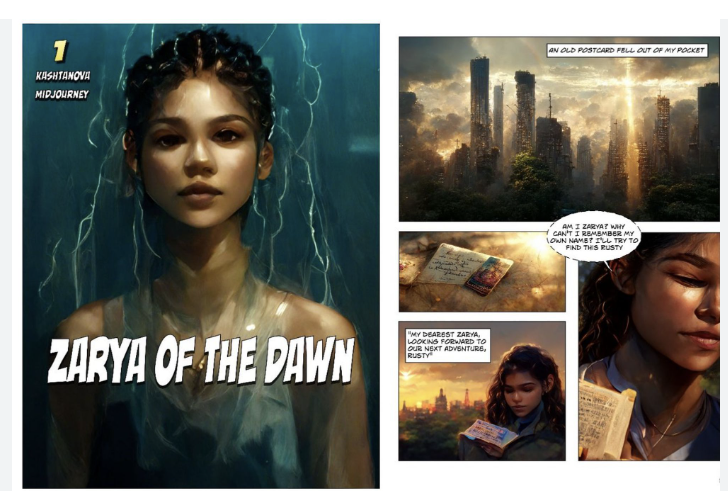 1
KASHTANOVA
MIDJOURNEY
ZARYA OF THE DAWN
AN OLD POSTCARD FELL OUT OF MY POCKET
AM I ZARYA? WHY
CAN'T I REMEMBER MY
OWN NAME? I'LL TRY TO
FIND THIS RUSTY
"MY DEAREST ZARYA,
LOOKING FORWARD TO
OUR NEXT ADVENTURE,
RUSTY"